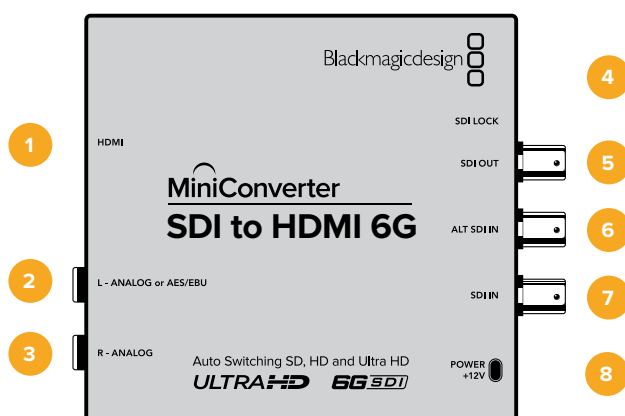 Blackmagicdesign
4
SDI LOCK
1
HDMI
SDI OUT
5
MiniConverter
SDI to HDMI 6G
ALT SDI IN
6
2
L - ANALOG or AES/EBU
SDI IN
7
3
R - ANALOG
Auto Switching SD, HD and Ultra HD
ULTRAHD 6G SDI
POWER
+12V
8